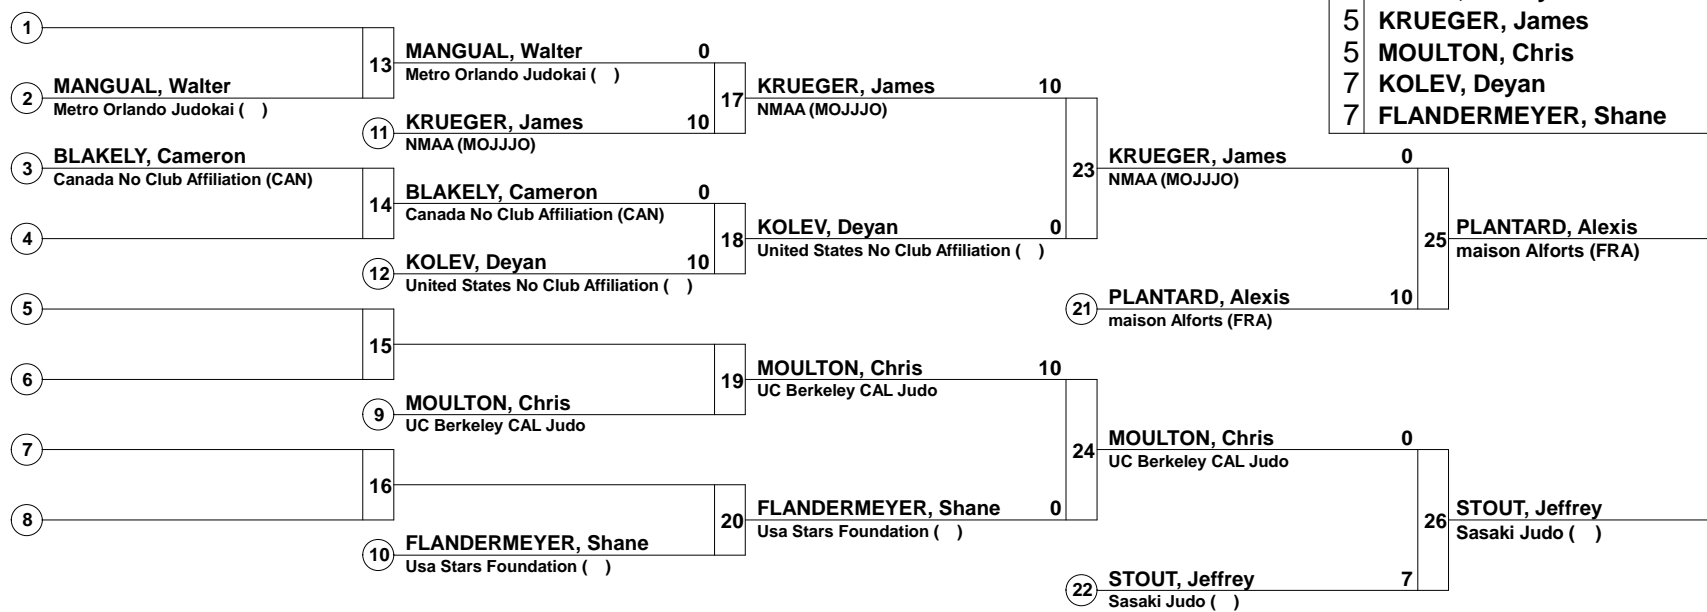 5 KRUEGER, James
5 MOULTON, Chris
7 KOLEV, Deyan
7 FLANDERMEYER, Shane
1
2 MANGUAL, Walter
Metro Orlando Judokai ( )
3 BLAKELY, Cameron
Canada No Club Affiliation (CAN)
4
5
6
7
8
13 MANGUAL, Walter 0
Metro Orlando Judokai ( )
11 KRUEGER, James 10
NMAA (MOJJJO)
14 BLAKELY, Cameron 0
Canada No Club Affiliation (CAN)
12 KOLEV, Deyan 10
United States No Club Affiliation ( )
15
9 MOULTON, Chris
UC Berkeley CAL Judo
16
10 FLANDERMEYER, Shane
Usa Stars Foundation ( )
17 KRUEGER, James 10
NMAA (MOJJJO)
18 KOLEV, Deyan 0
United States No Club Affiliation ( )
19 MOULTON, Chris 10
UC Berkeley CAL Judo
20 FLANDERMEYER, Shane 0
Usa Stars Foundation ( )
23 KRUEGER, James 0
NMAA (MOJJJO)
21 PLANTARD, Alexis 10
maison Alforts (FRA)
24 MOULTON, Chris 0
UC Berkeley CAL Judo
22 STOUT, Jeffrey 7
Sasaki Judo ( )
25 PLANTARD, Alexis
maison Alforts (FRA)
26 STOUT, Jeffrey
Sasaki Judo ( )